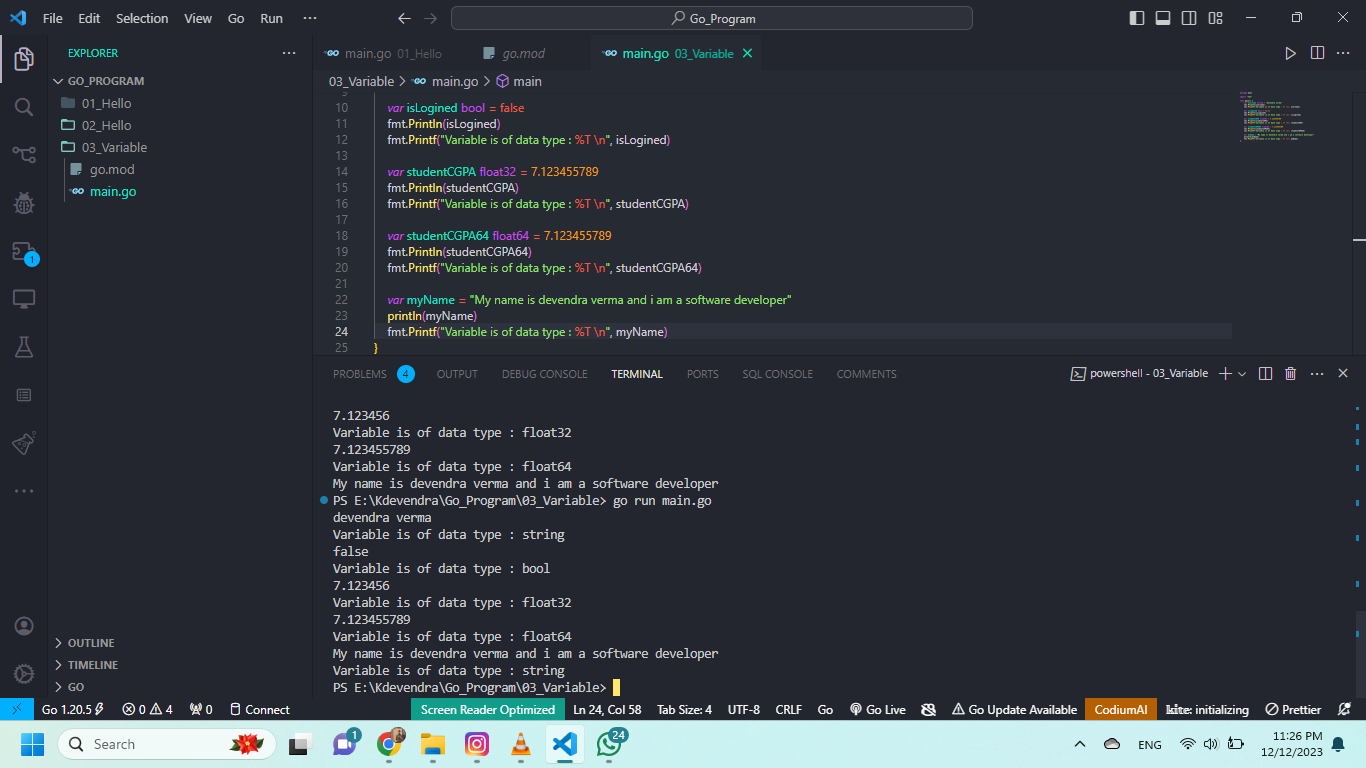 File Edit Selection View Go Run ··· Go_Program
EXPLORER ···
GO_PROGRAM
01_Hello
02_Hello
03_Variable
go.mod
main.go
OUTLINE
TIMELINE
GO
1
main.go 01_Hello go.mod main.go 03_Variable
03_Variable > main.go > main
10 var isLogined bool = false
11 fmt.Println(isLogined)
12 fmt.Printf("Variable is of data type : %T \n", isLogined)
13
14 var studentCGPA float32 = 7.123455789
15 fmt.Println(studentCGPA)
16 fmt.Printf("Variable is of data type : %T \n", studentCGPA)
17
18 var studentCGPA64 float64 = 7.123455789
19 fmt.Println(studentCGPA64)
20 fmt.Printf("Variable is of data type : %T \n", studentCGPA64)
21
22 var myName = "My name is devendra verma and i am a software developer"
23 println(myName)
24 fmt.Printf("Variable is of data type : %T \n", myName)
25 }
PROBLEMS 4 OUTPUT DEBUG CONSOLE TERMINAL PORTS SQL CONSOLE COMMENTS powershell - 03_Variable
7.123456
Variable is of data type : float32
7.123455789
Variable is of data type : float64
My name is devendra verma and i am a software developer
PS E:\Kdevendra\Go_Program\03_Variable> go run main.go
devendra verma
Variable is of data type : string
false
Variable is of data type : bool
7.123456
Variable is of data type : float32
7.123455789
Variable is of data type : float64
My name is devendra verma and i am a software developer
Variable is of data type : string
PS E:\Kdevendra\Go_Program\03_Variable>
Go 1.20.5 0 4 0 Connect Screen Reader Optimized Ln 24, Col 58 Tab Size: 4 UTF-8 CRLF Go Go Live Go Update Available CodiumAI initializing Prettier
Search 1 24 ENG 11:26 PM
12/12/2023